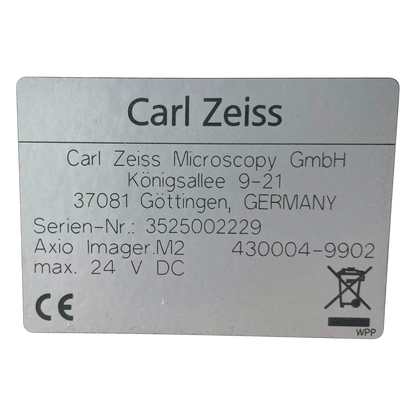 Carl Zeiss
Carl Zeiss Microscopy GmbH
Königsallee 9-21
37081 Göttingen, GERMANY
Serien-Nr.: 3525002229
Axio Imager.M2 430004-9902
max. 24 V DC
CE
WPP